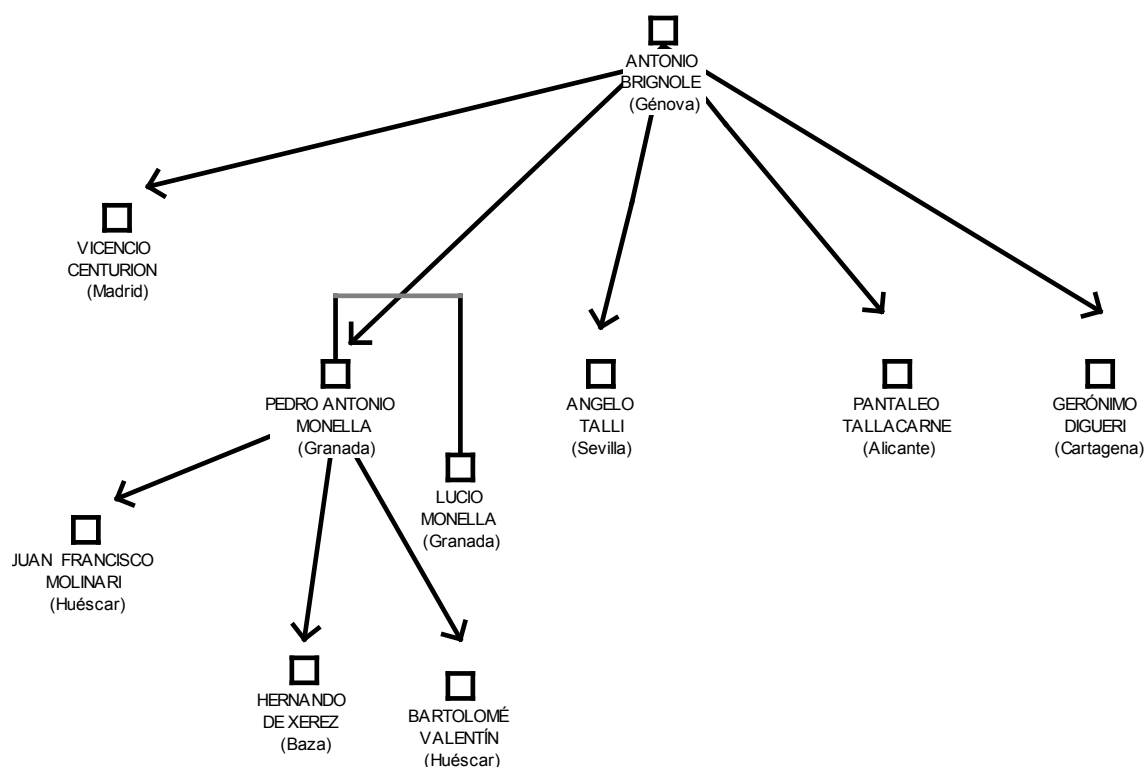 ANTONIO
BRIGNOLE
(Génova)
VICENCIO
CENTURION
(Madrid)
PEDRO ANTONIO
MONELLA
(Granada)
ANGELO
TALLI
(Sevilla)
PANTALEO
TALLACARNE
(Alicante)
GERÓNIMO
DIGUERI
(Cartagena)
LUCIO
MONELLA
(Granada)
JUAN FRANCISCO
MOLINARI
(Huéscar)
HERNANDO
DE XEREZ
(Baza)
BARTOLOMÉ
VALENTÍN
(Huéscar)